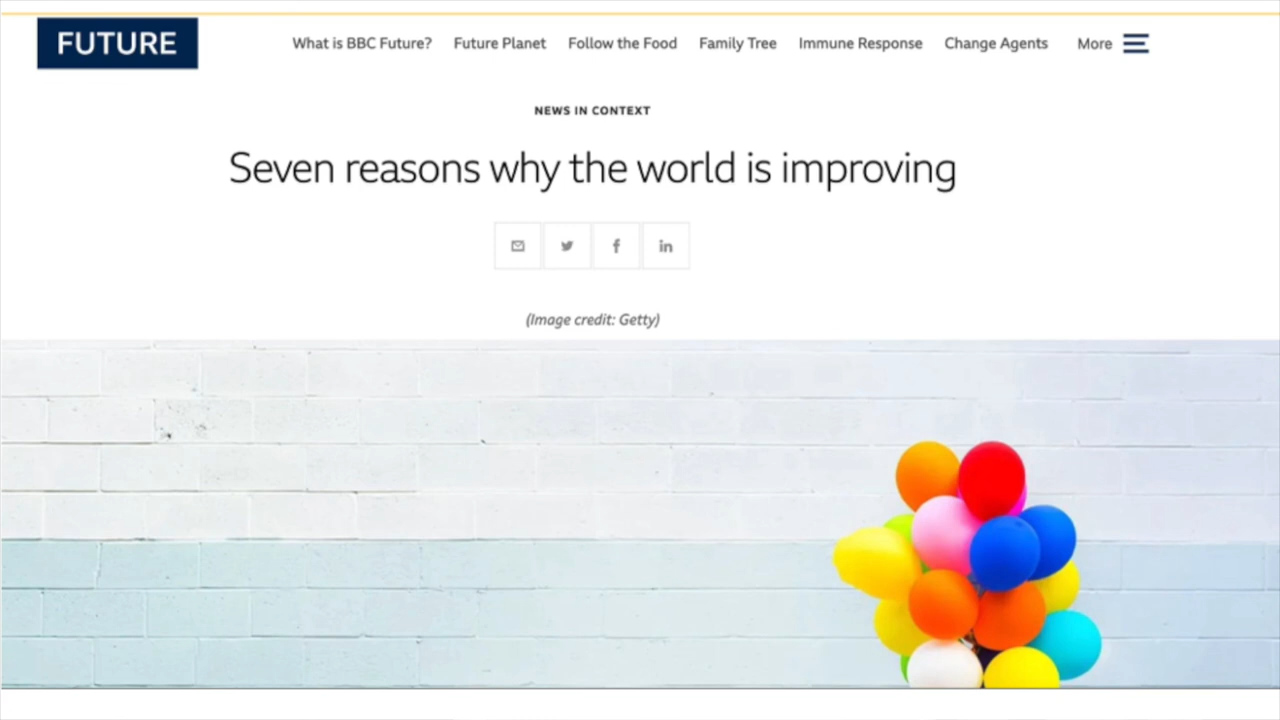 FUTURE
What is BBC Future? Future Planet Follow the Food Family Tree Immune Response Change Agents More
NEWS IN CONTEXT
Seven reasons why the world is improving
(Image credit: Getty)